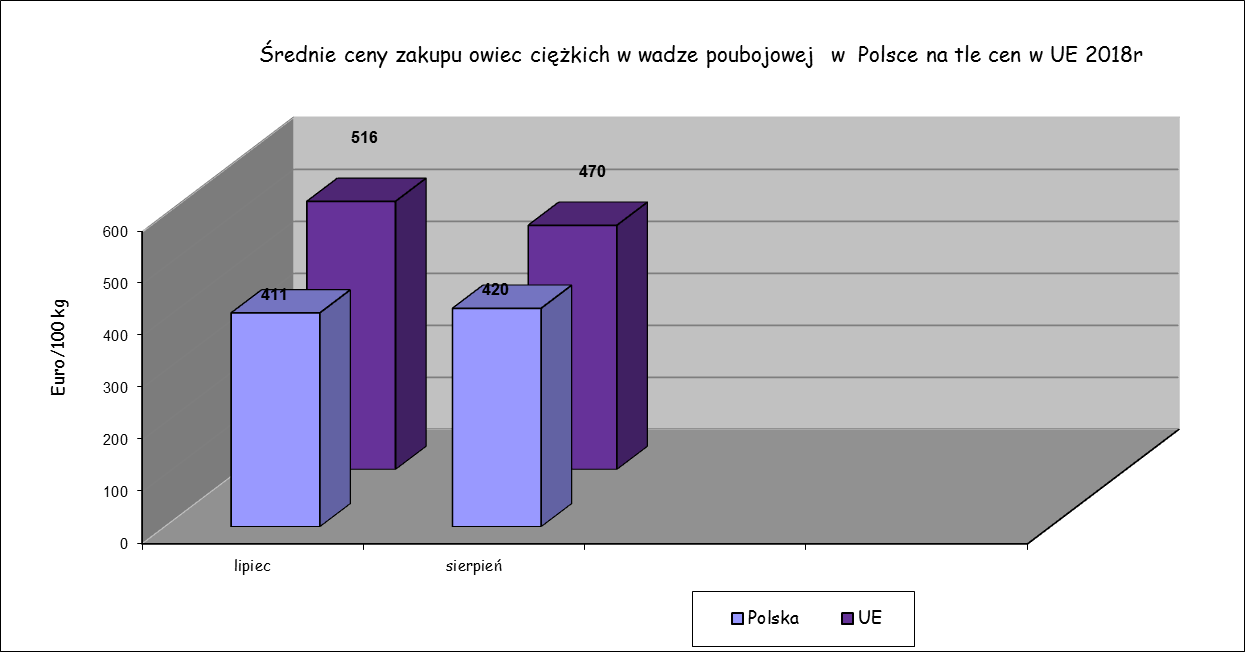 Średnie ceny zakupu owiec ciężkich w wadze poubojowej w Polsce na tle cen w UE 2018r
516
470
600
500
400
300
200
100
0
411
420
Euro/100 kg
lipiec sierpień
Polska UE